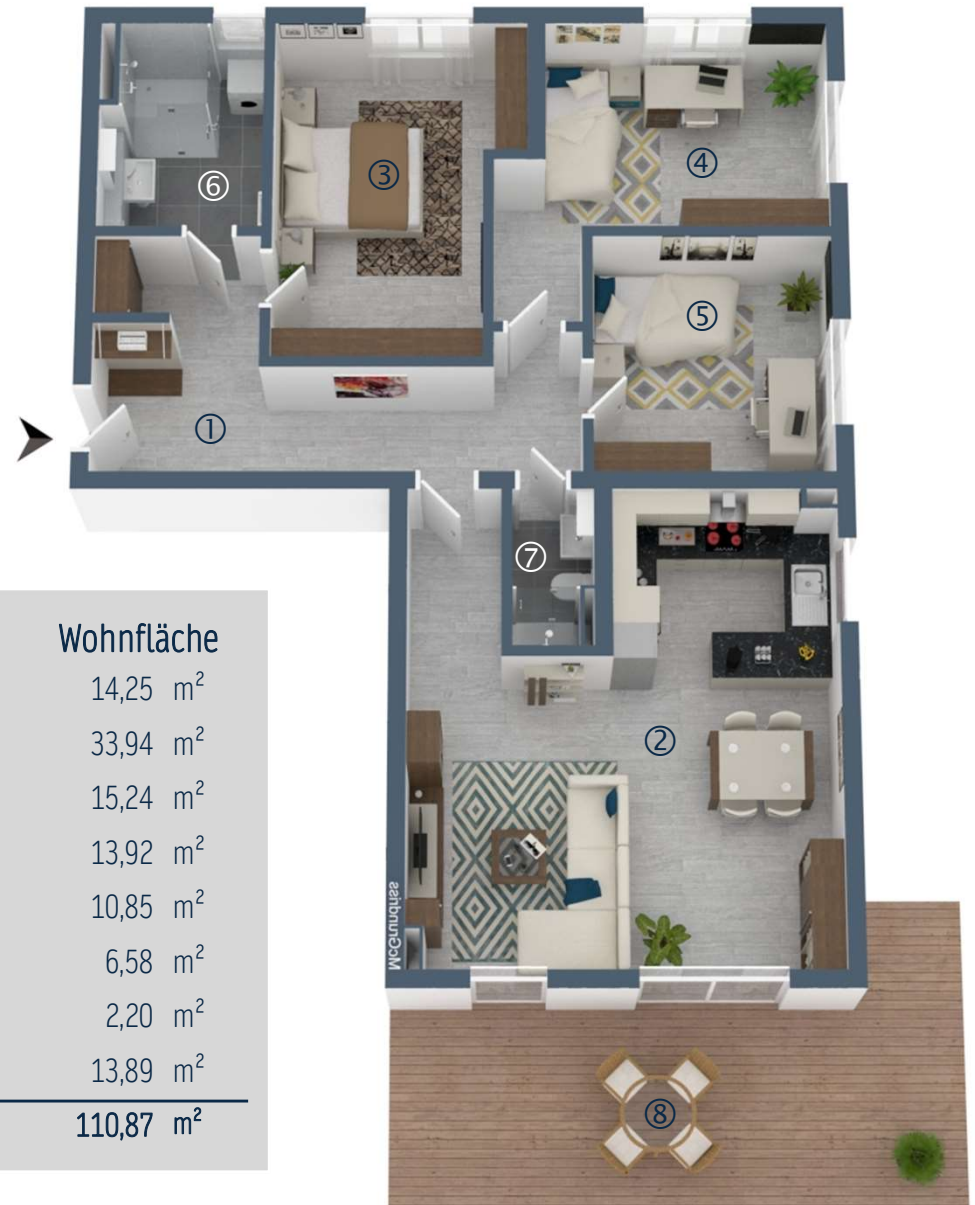 ⑥
③
④
⑤
①
⑦
②
⑧
McGrundriss
Wohnfläche
14,25 m²
33,94 m²
15,24 m²
13,92 m²
10,85 m²
6,58 m²
2,20 m²
13,89 m²
110,87 m²